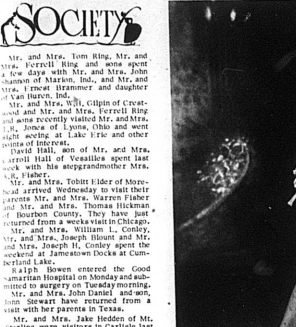 SOCIETY
Mr. and Mrs. Tom Ring, Mr. and
Mrs. Ferrell Ring and sons spent
a few days with Mr. and Mrs. John
Shannon of Marion, Ind., and Mr. and
Mrs. Ernest Brammer and daughter
of Van Buren, Ind.
Mr. and Mrs. Gilpin of Crest-
wood and Mr. and Mrs. Ferrell Ring
and sons recently visited Mr. and Mrs.
J.R. Jones of Lyons, Ohio and went
sight seeing at Lake Erie and other
points of interest.
David Hall, son of Mr. and Mrs.
Carroll Hall of Vesailles spent last
week with his stepgrandmother Mrs.
Fisher.
Mr. and Mrs. Tobitt Elder of More-
head arrived Wednesday to visit their
parents Mr. and Mrs. Warren Fisher
and Mr. and Mrs. Thomas Hickman
of Bourbon County. They have just
returned from a weeks visit in Chicago.
Mr. and Mrs. William L. Conley,
Mr. and Mrs. Joseph Blount and Mr.
and Mrs. Joseph H. Conley spent the
weekend at Jamestown Docks at Cum-
berland Lake.
Ralph Bowen entered the Good
Samaritan Hospital on Monday and sub-
mitted to surgery on Tuesday morning.
Mr. and Mrs. John Daniel and son,
John Stewart have returned from a
visit with her parents in Texas.
Mr. and Mrs. Jake Hedden of Mt.
Sterling were visitors in Carlisle last